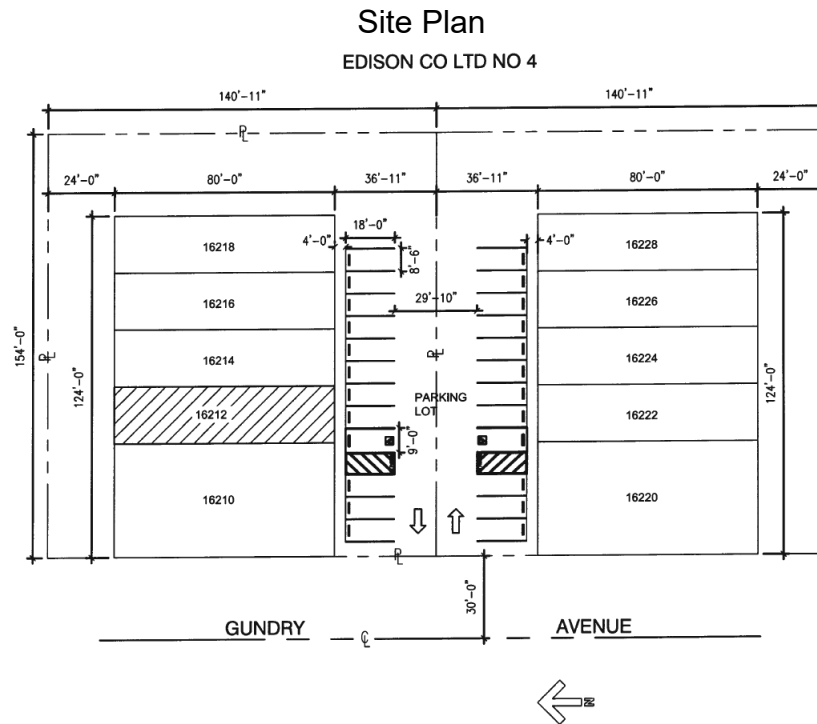 Site Plan
EDISON CO LTD NO 4
140'-11" 140'-11"
PL
24'-0" 80'-0" 36'-11" 36'-11" 80'-0" 24'-0"
18'-0"
4'-0" 4'-0"
8'-6"
16218 16228
29'-10"
16216 16226
154'-0" PL 16214 PL 16224
124'-0" 124'-0"
PARKING
LOT
16212 16222
9'-0"
16210 16220
PL
30'-0"
GUNDRY CL AVENUE
N